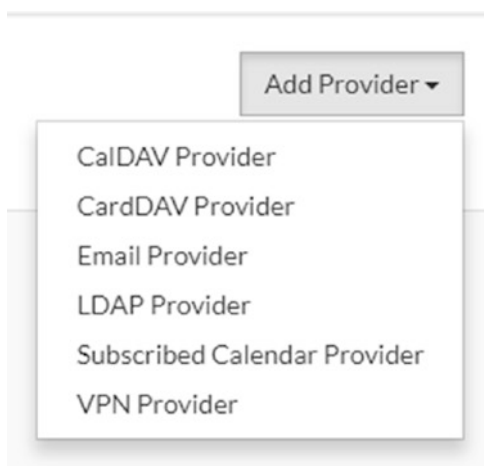 Add Provider
CalDAV Provider
CardDAV Provider
Email Provider
LDAP Provider
Subscribed Calendar Provider
VPN Provider